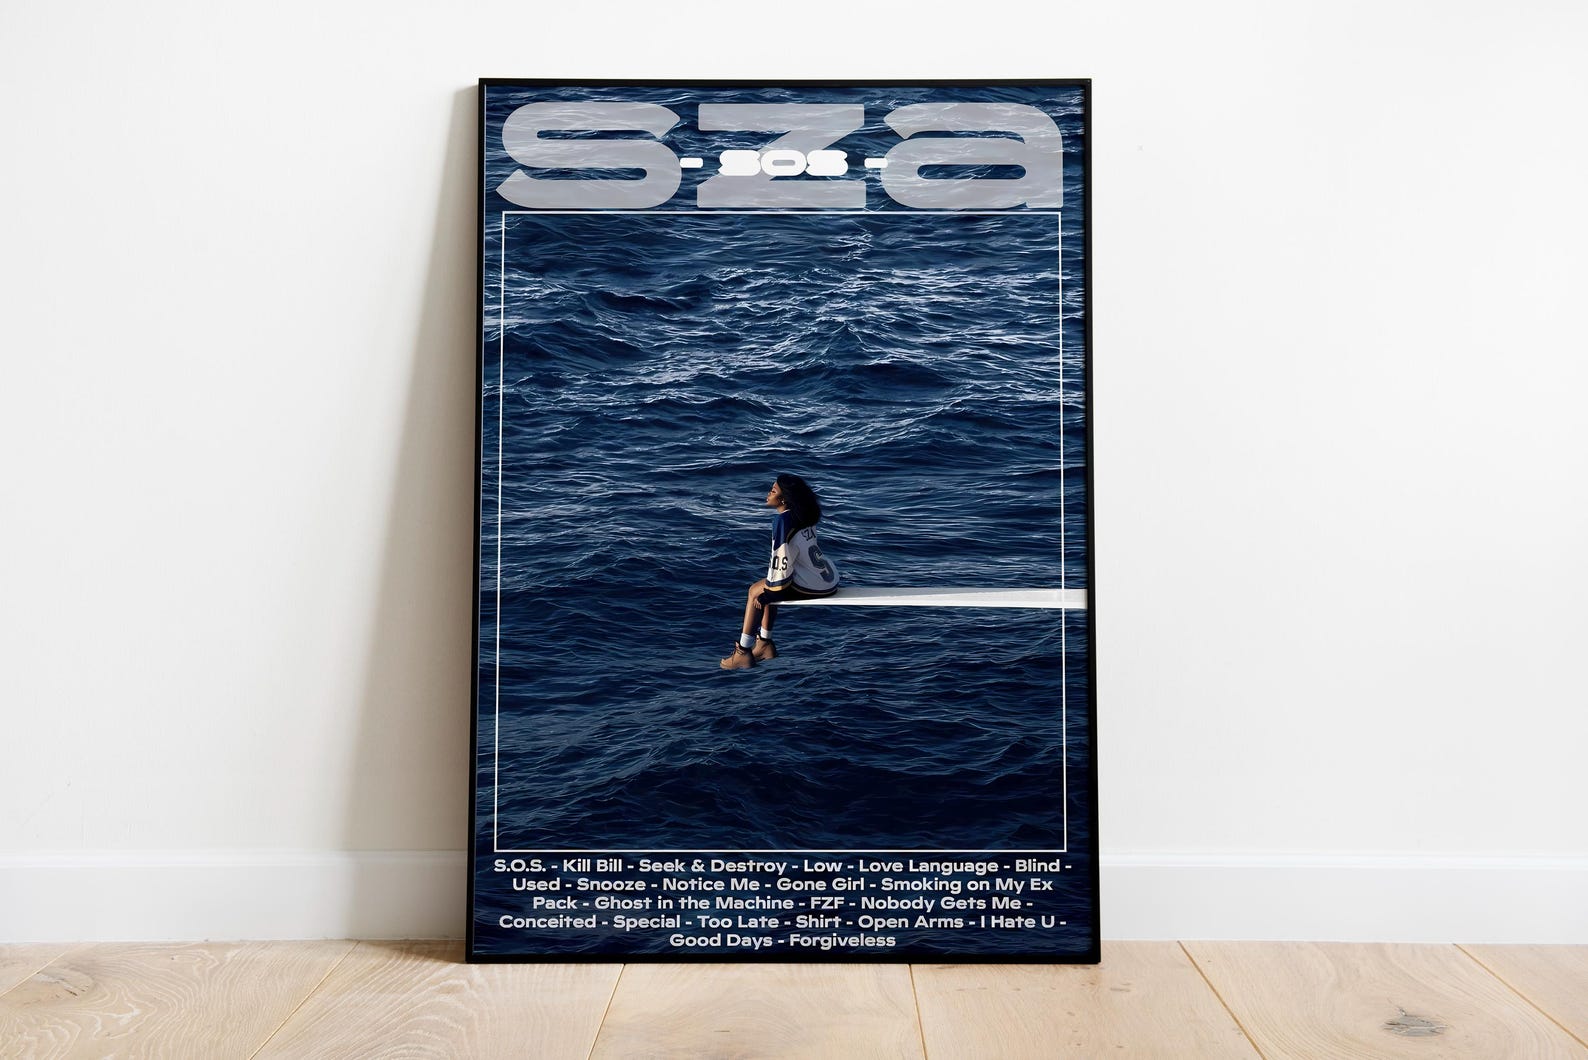 sza
- SOS -
SZA
S
O.S
S.O.S. - Kill Bill - Seek & Destroy - Low - Love Language - Blind -
Used - Snooze - Notice Me - Gone Girl - Smoking on My Ex
Pack - Ghost in the Machine - FZF - Nobody Gets Me -
Conceited - Special - Too Late - Shirt - Open Arms - I Hate U -
Good Days - Forgiveless